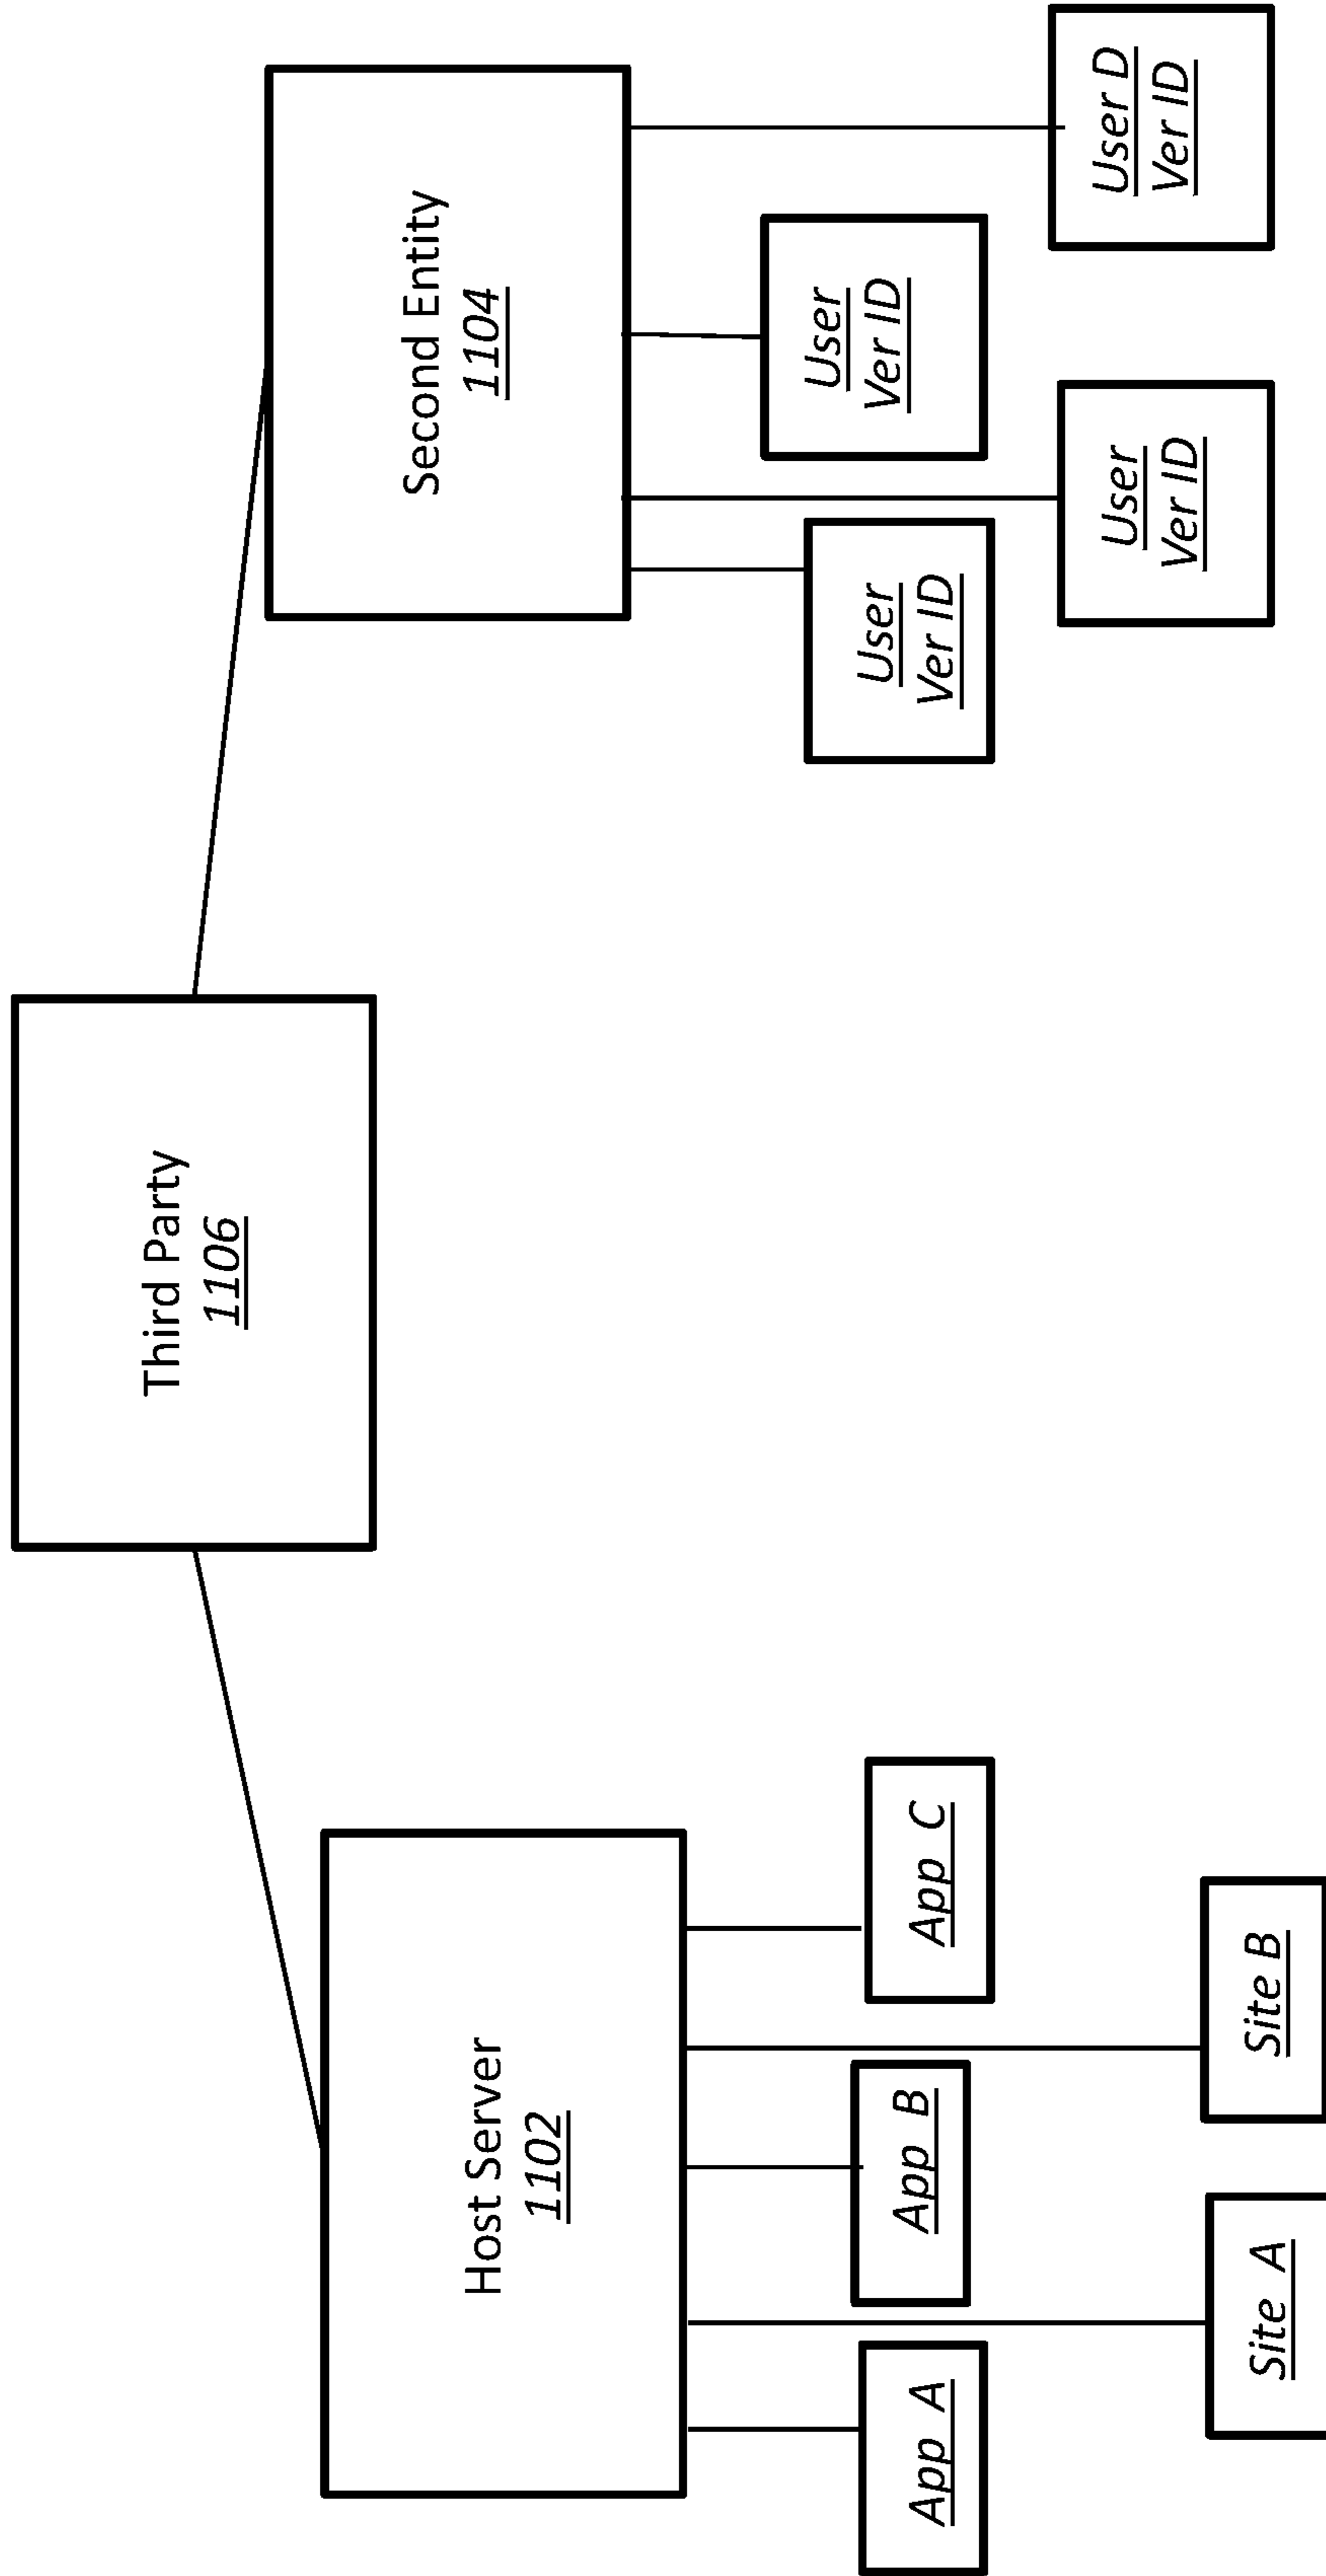 Third Party
1106
Host Server
1102
Second Entity
1104
App A
App B
App C
Site A
Site B
User
Ver ID
User
Ver ID
User
Ver ID
User D
Ver ID